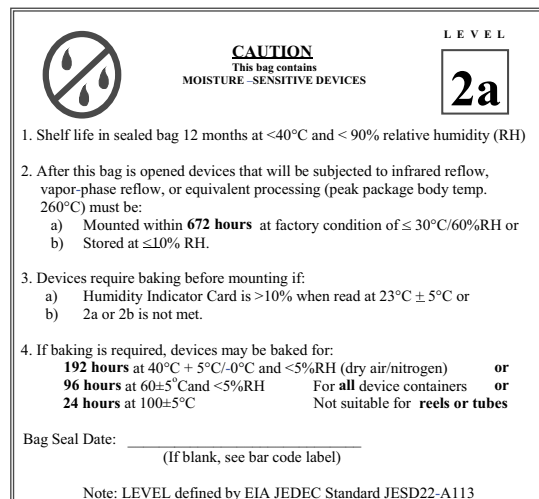 LEVEL
CAUTION
This bag contains
MOISTURE –SENSITIVE DEVICES
2a
1. Shelf life in sealed bag 12 months at <40°C and < 90% relative humidity (RH)
2. After this bag is opened devices that will be subjected to infrared reflow,
vapor-phase reflow, or equivalent processing (peak package body temp.
260°C) must be:
a) Mounted within 672 hours at factory condition of ≤ 30°C/60%RH or
b) Stored at ≤10% RH.
3. Devices require baking before mounting if:
a) Humidity Indicator Card is >10% when read at 23°C ± 5°C or
b) 2a or 2b is not met.
4. If baking is required, devices may be baked for:
192 hours at 40°C + 5°C/-0°C and <5%RH (dry air/nitrogen) or
96 hours at 60±5°Cand <5%RH For all device containers or
24 hours at 100±5°C Not suitable for reels or tubes
Bag Seal Date: ______________________________
(If blank, see bar code label)
Note: LEVEL defined by EIA JEDEC Standard JESD22-A113